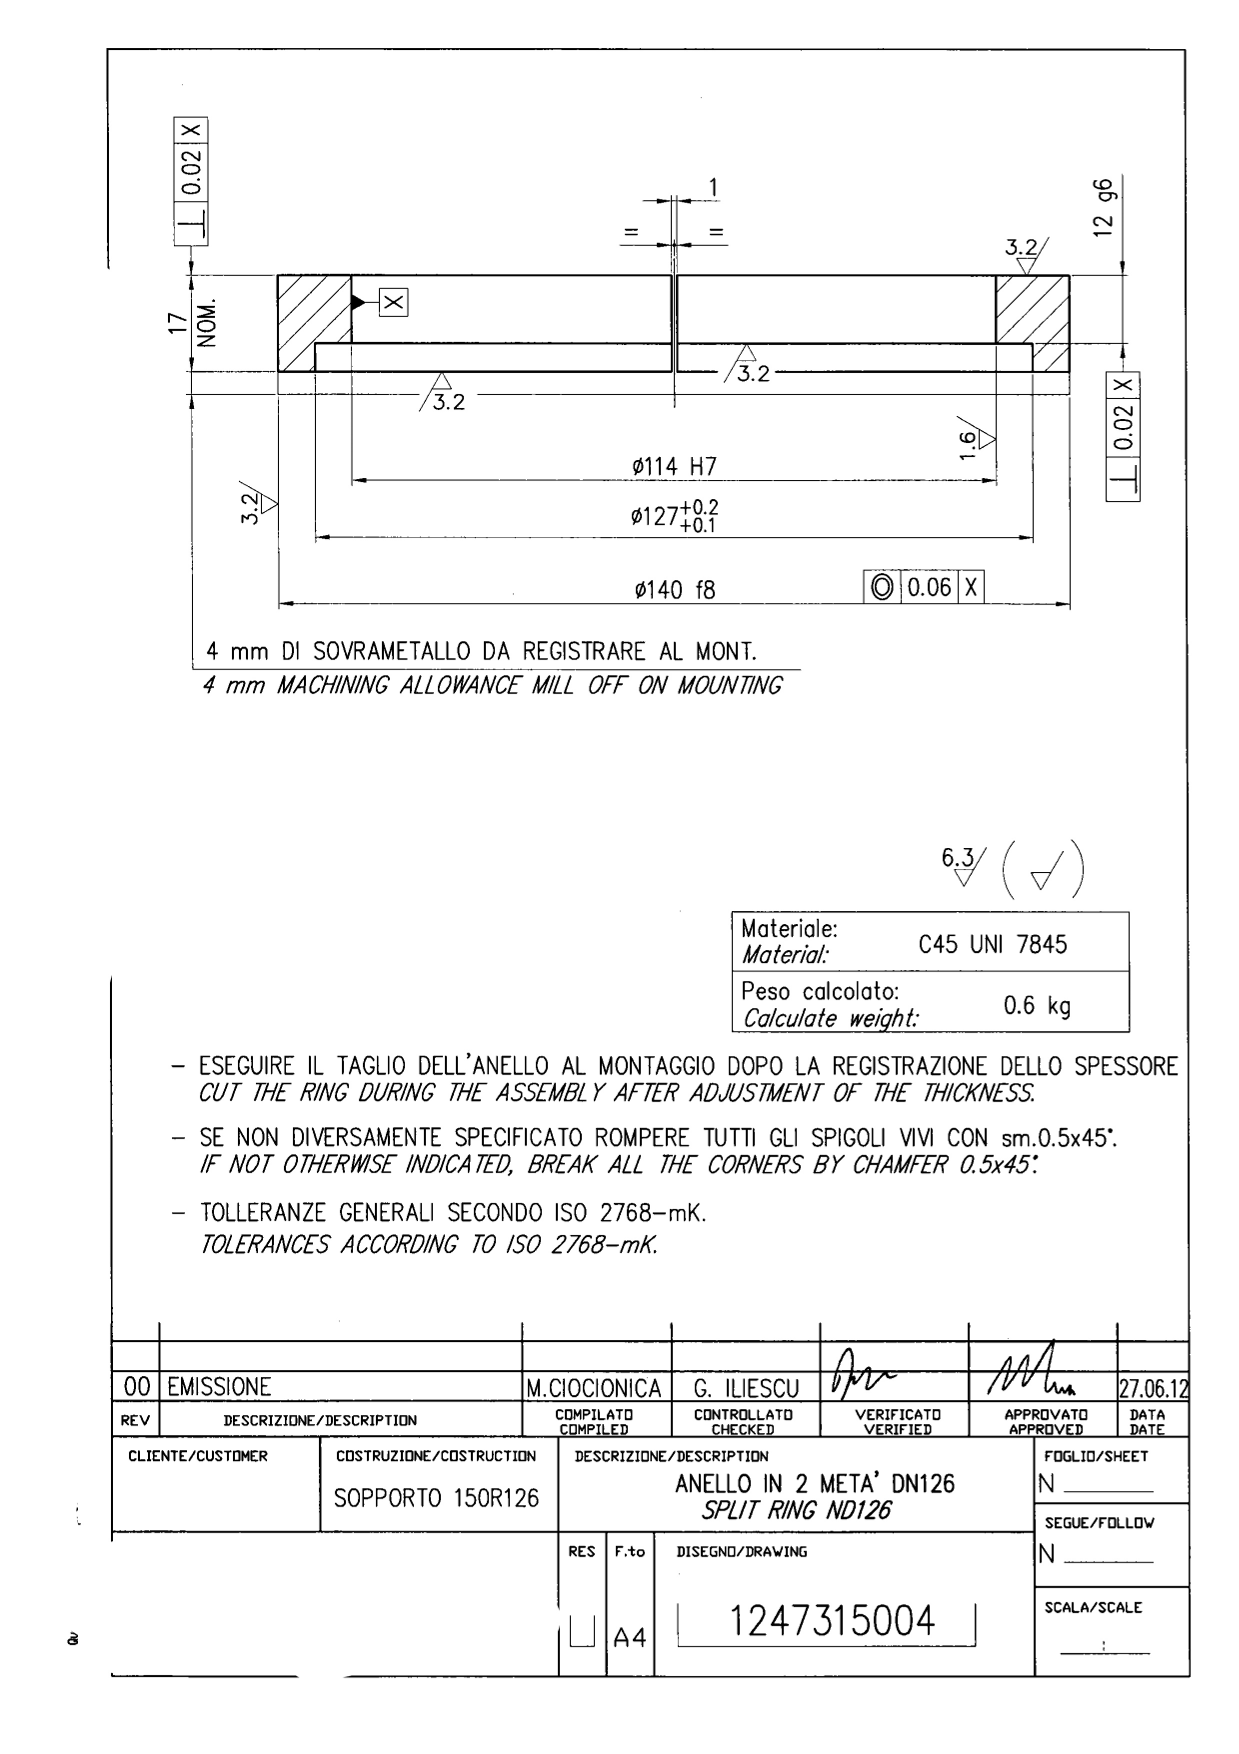 ⊥ 0.02 X
1
= =
12 g6
3.2
X
17
NOM.
3.2
3.2
⊥ 0.02 X
1.6
Ø114 H7
3.2
Ø127 +0.2
+0.1
Ø140 f8
◎ 0.06 X
4 mm DI SOVRAMETALLO DA REGISTRARE AL MONT.
4 mm MACHINING ALLOWANCE MILL OFF ON MOUNTING
6.3 ( )
Materiale:
Material:
C45 UNI 7845
Peso calcolato:
Calculate weight:
0.6 kg
– ESEGUIRE IL TAGLIO DELL'ANELLO AL MONTAGGIO DOPO LA REGISTRAZIONE DELLO SPESSORE
CUT THE RING DURING THE ASSEMBLY AFTER ADJUSTMENT OF THE THICKNESS.
– SE NON DIVERSAMENTE SPECIFICATO ROMPERE TUTTI GLI SPIGOLI VIVI CON sm.0.5x45°.
IF NOT OTHERWISE INDICATED, BREAK ALL THE CORNERS BY CHAMFER 0.5x45°.
– TOLLERANZE GENERALI SECONDO ISO 2768–mK.
TOLERANCES ACCORDING TO ISO 2768–mK.
00 EMISSIONE M.CIOCIONICA G. ILIESCU 27.06.12
REV DESCRIZIONE/DESCRIPTION COMPILATO CONTROLLATO VERIFICATO APPROVATO DATA
COMPILED CHECKED VERIFIED APPROVED DATE
CLIENTE/CUSTOMER
COSTRUZIONE/COSTRUCTION
SOPPORTO 150R126
DESCRIZIONE/DESCRIPTION
ANELLO IN 2 META' DN126
SPLIT RING ND126
FOGLIO/SHEET
N
SEGUE/FOLLOW
N
RES
F.to
A4
DISEGNO/DRAWING
1247315004
SCALA/SCALE
: